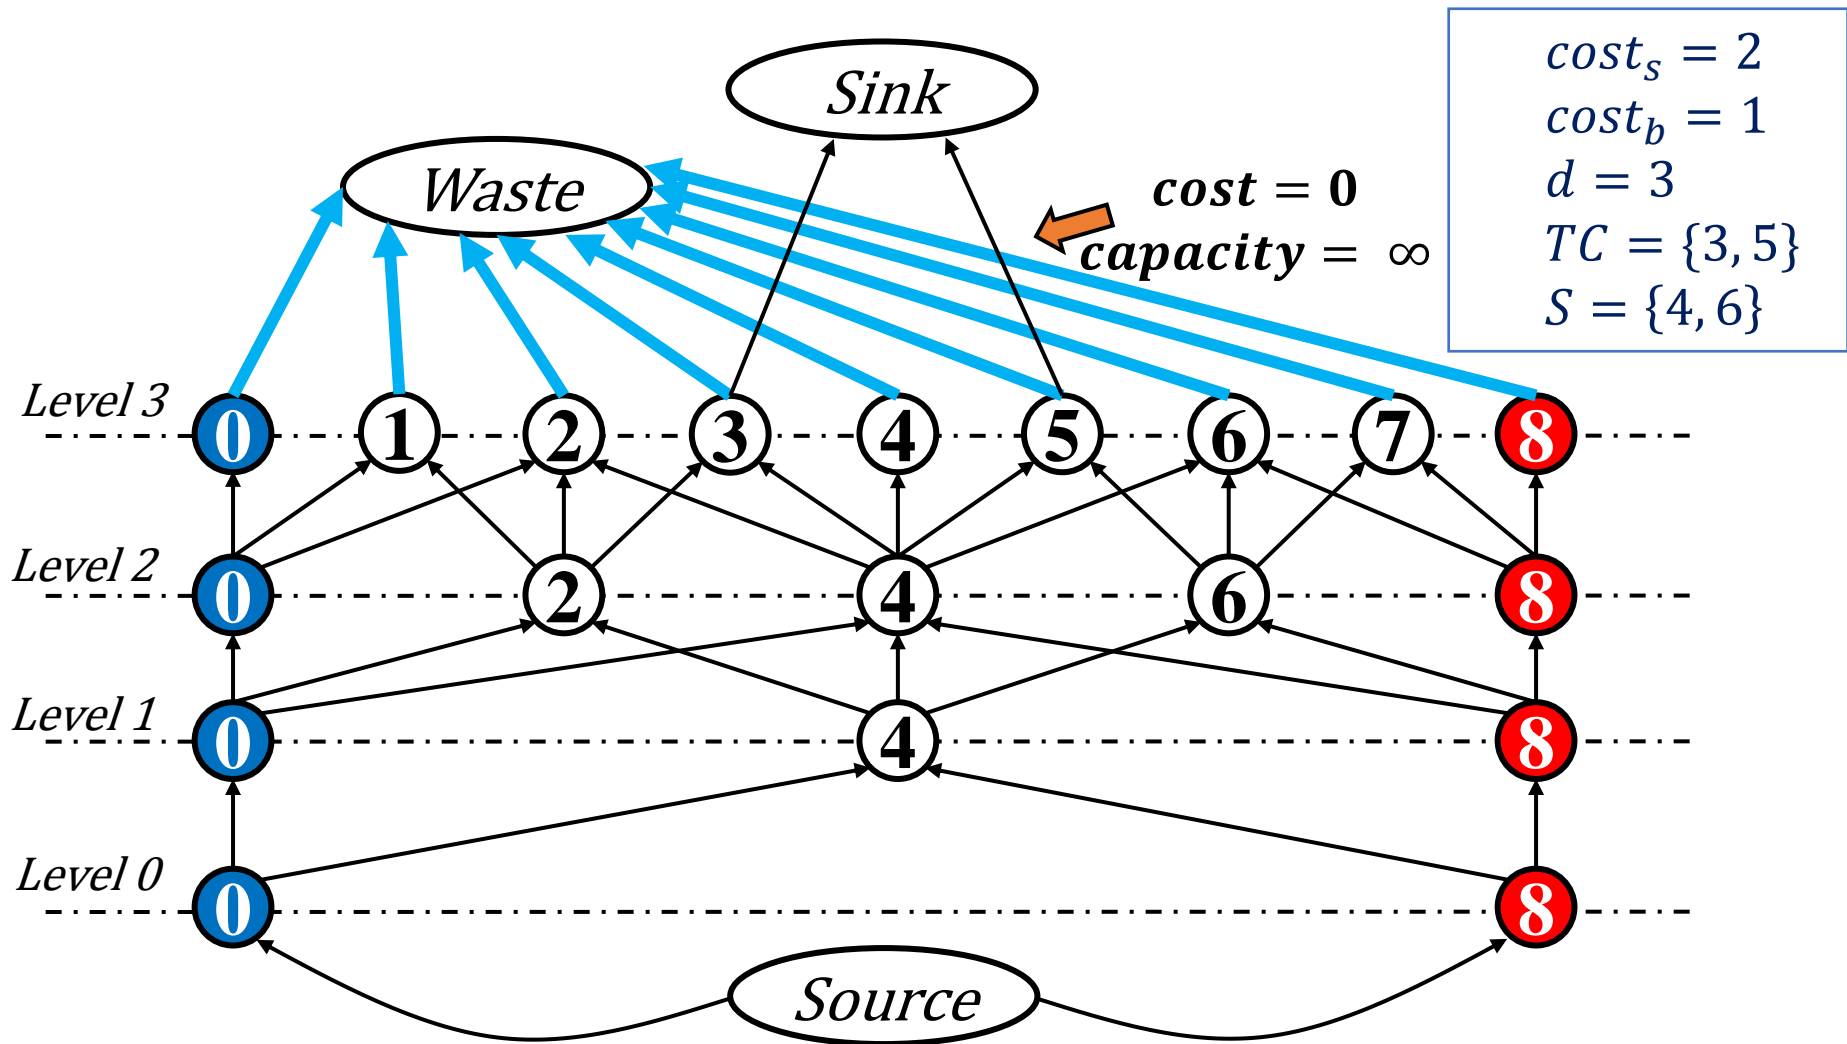 Sink
cost_s = 2
cost_b = 1
d = 3
TC = {3, 5}
S = {4, 6}
Waste
cost = 0
capacity = ∞
Level 3
0 1 2 3 4 5 6 7 8
Level 2
0 2 4 6 8
Level 1
0 4 8
Level 0
0 8
Source